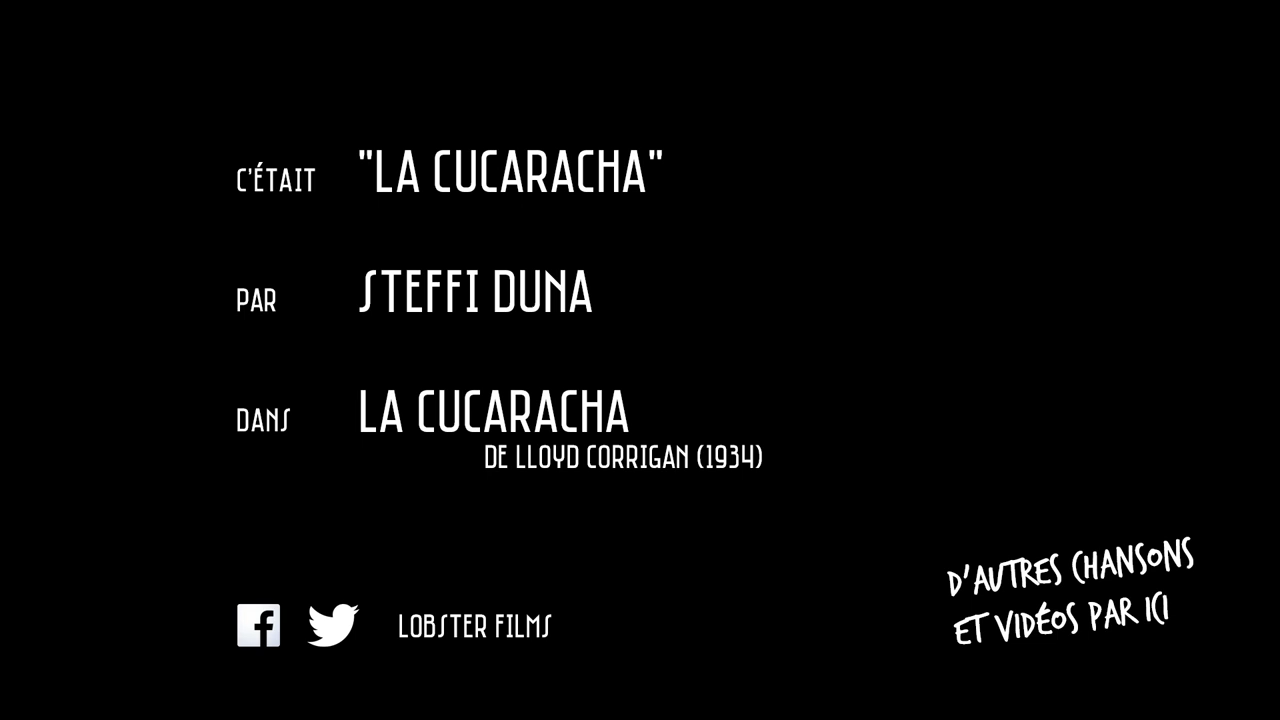 C'ÉTAIT "LA CUCARACHA"
PAR STEFFI DUNA
DANS LA CUCARACHA
DE LLOYD CORRIGAN (1934)
LOBSTER FILMS
D'AUTRES CHANSONS
ET VIDÉOS PAR ICI